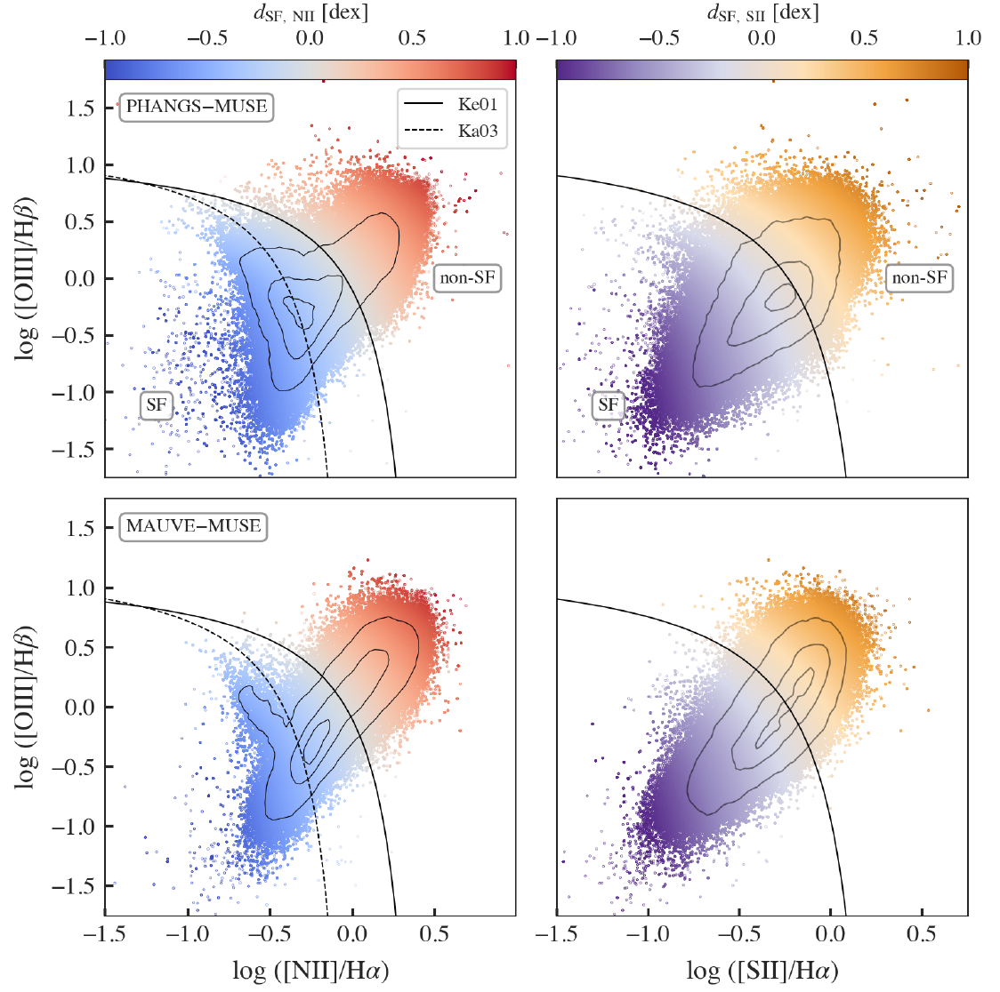 d_SF, NII [dex]
d_SF, SII [dex]
−1.0 −0.5 0.0 0.5 1.0
−1.0 −0.5 0.0 0.5 1.0
PHANGS−MUSE
Ke01
Ka03
non-SF
SF
non-SF
SF
log ([OIII]/Hβ)
1.5
1.0
0.5
0.0
−0.5
−1.0
−1.5
MAUVE−MUSE
log ([OIII]/Hβ)
1.5
1.0
0.5
0.0
−0.5
−1.0
−1.5
−1.5 −1.0 −0.5 0.0 0.5
−1.5 −1.0 −0.5 0.0 0.5
log ([NII]/Hα)
log ([SII]/Hα)